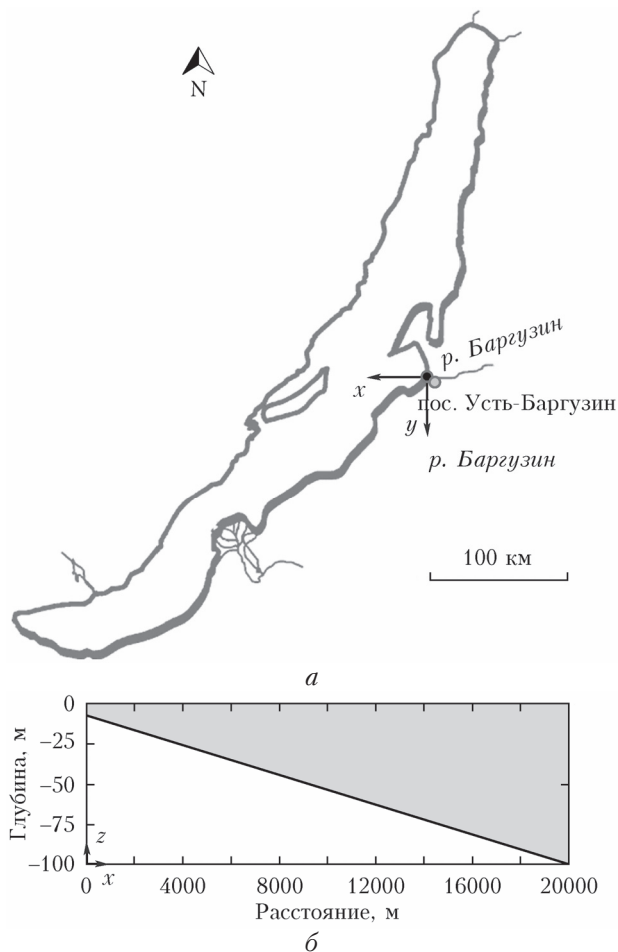 N
р. Баргузин
x
пос. Усть-Баргузин
y
р. Баргузин
100 км
а
Глубина, м
0
−25
−50
−75
−100
z
x
0 4000 8000 12000 16000 20000
Расстояние, м
б